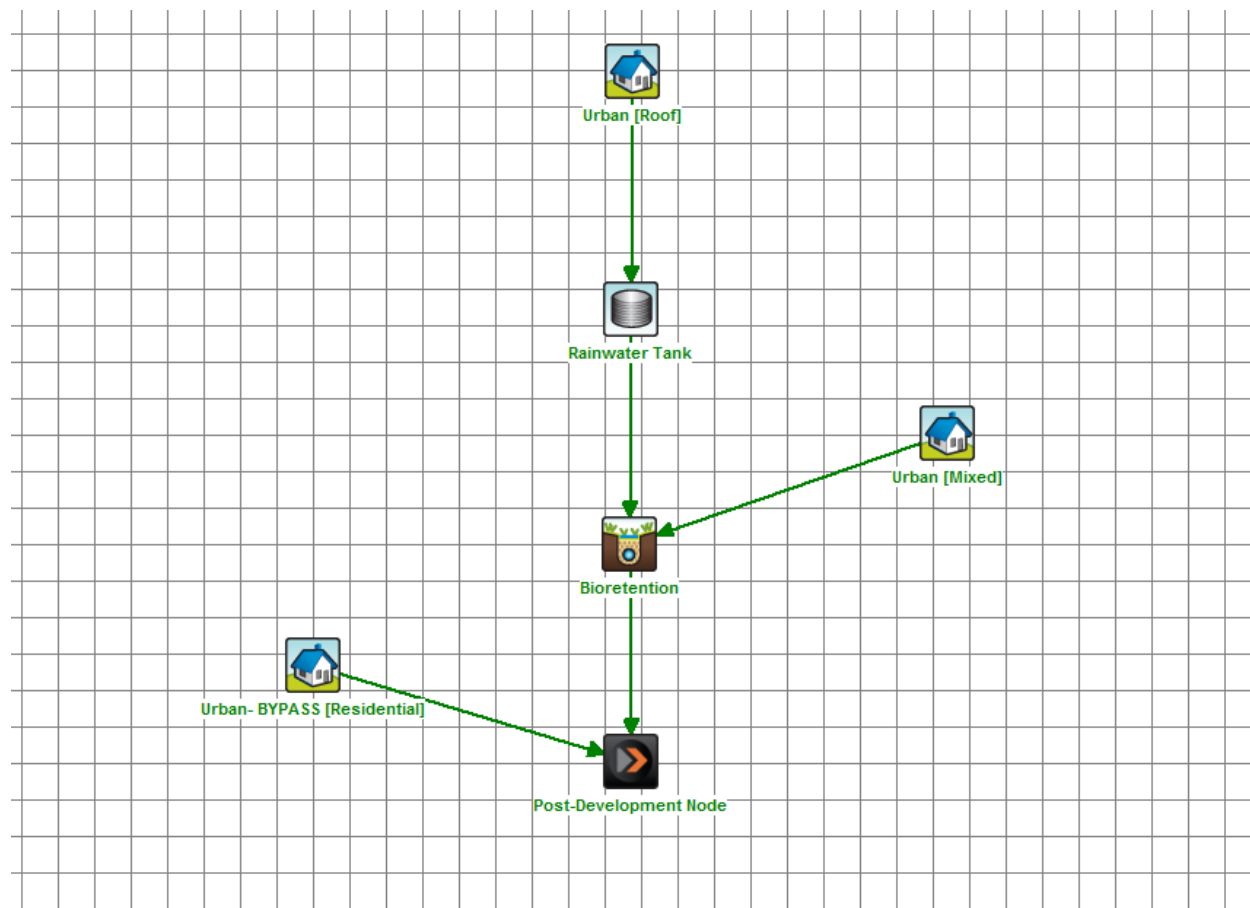 Urban [Roof]
Rainwater Tank
Urban [Mixed]
Bioretention
Urban- BYPASS [Residential]
Post-Development Node